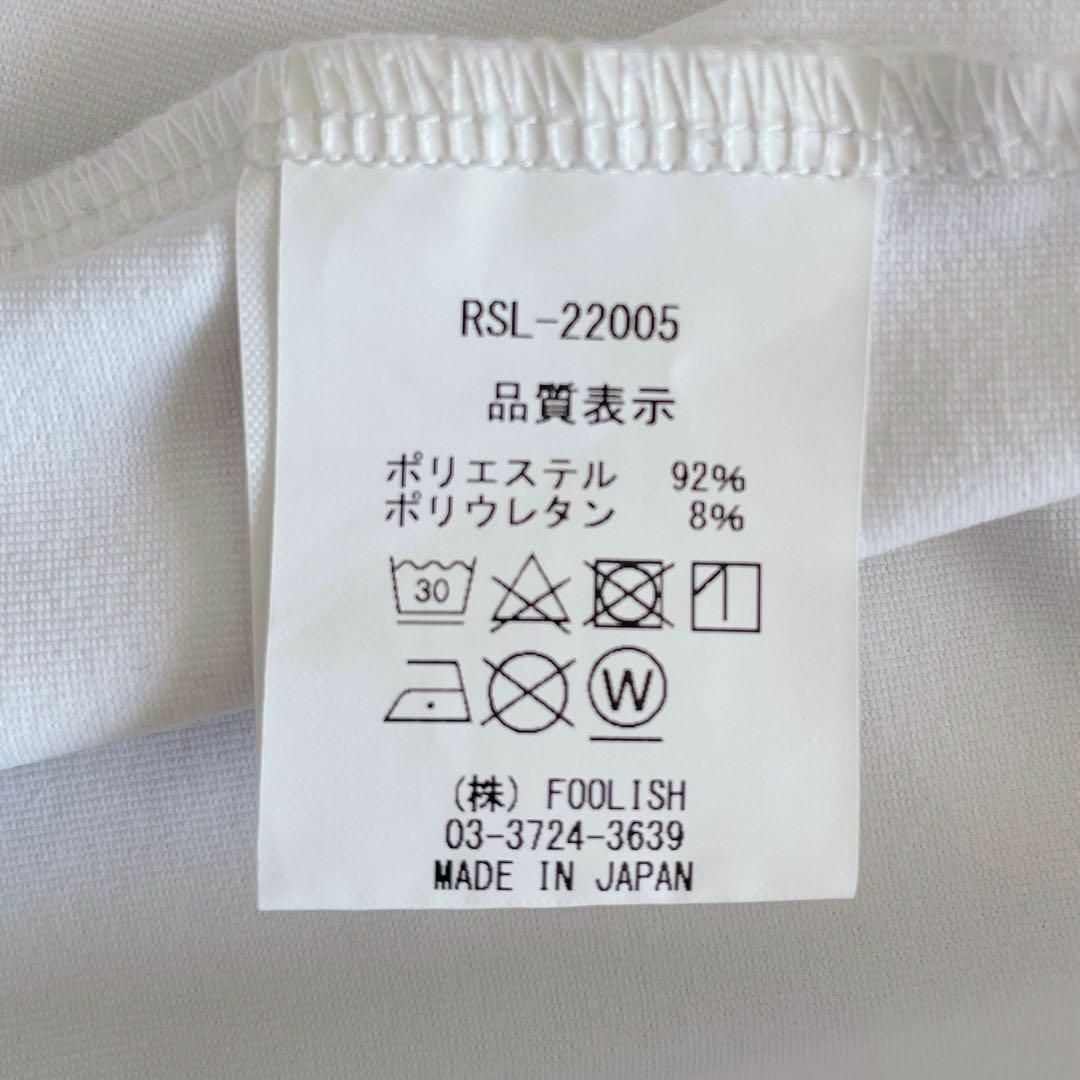 RSL-22005
品質表示
ポリエステル 92%
ポリウレタン 8%
30
W
(株) FOOLISH
03-3724-3639
MADE IN JAPAN